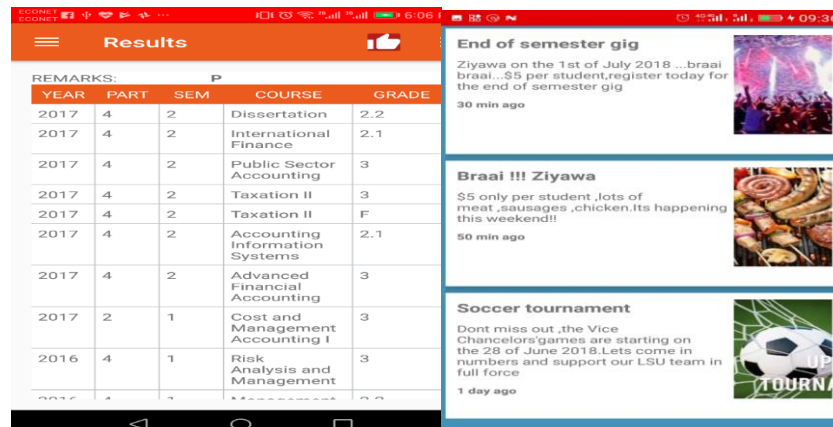 ECONET
ECONET 6:06
Results
REMARKS: P
YEAR PART SEM COURSE GRADE
2017 4 2 Dissertation 2.2
2017 4 2 International
Finance 2.1
2017 4 2 Public Sector
Accounting 3
2017 4 2 Taxation II 3
2017 4 2 Taxation II F
2017 4 2 Accounting
Information
Systems 2.1
2017 4 2 Advanced
Financial
Accounting 3
2017 2 1 Cost and
Management
Accounting I 3
2016 4 1 Risk
Analysis and
Management 3
09:36
End of semester gig
Ziyawa on the 1st of July 2018 ...braai
braai...$5 per student,register today for
the end of semester gig
30 min ago
Braai !!! Ziyawa
$5 only per student ,lots of
meat ,sausages ,chicken.Its happening
this weekend!!
50 min ago
Soccer tournament
Dont miss out ,the Vice
Chancelors'games are starting on
the 28 of June 2018.Lets come in
numbers and support our LSU team in
full force
1 day ago
UP
TOURNA